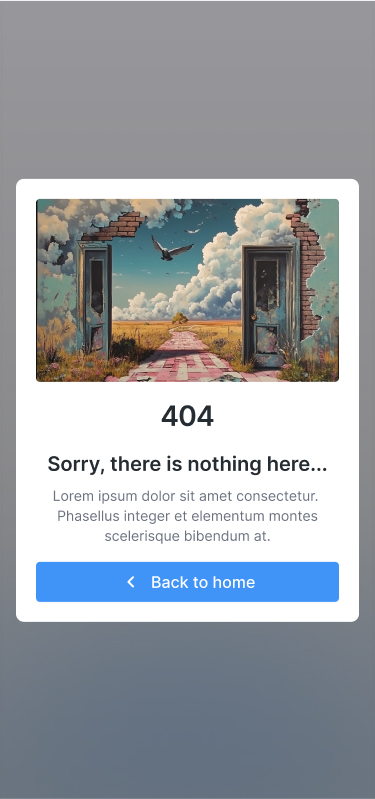 404
Sorry, there is nothing here...
Lorem ipsum dolor sit amet consectetur.
Phasellus integer et elementum montes
scelerisque bibendum at.
Back to home